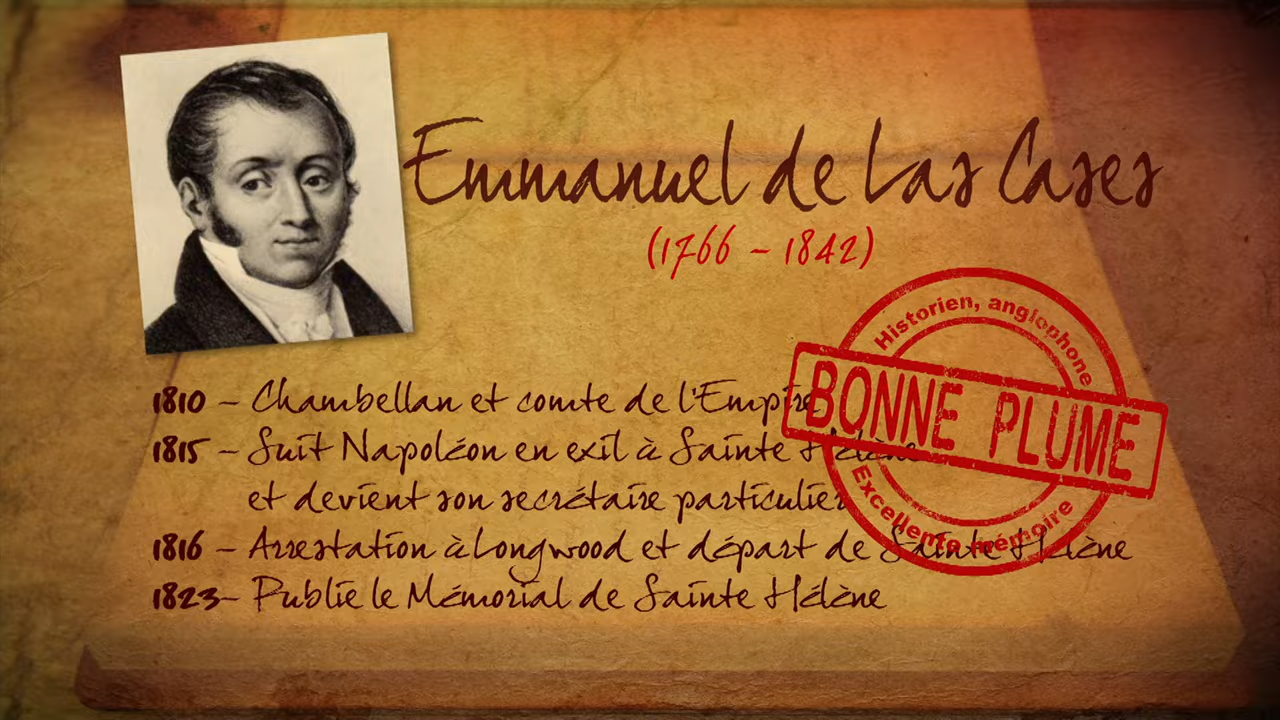 Emmanuel de Las Cases
(1766 - 1842)
Historien, anglophone
BONNE PLUME
Excellente mémoire
1810 - Chambellan et comte de l'Empire
1815 - Suit Napoléon en exil à Sainte Hélène
et devient son secrétaire particulier
1816 - Arrestation à Longwood et départ de Sainte Hélène
1823- Publie le Mémorial de Sainte Hélène